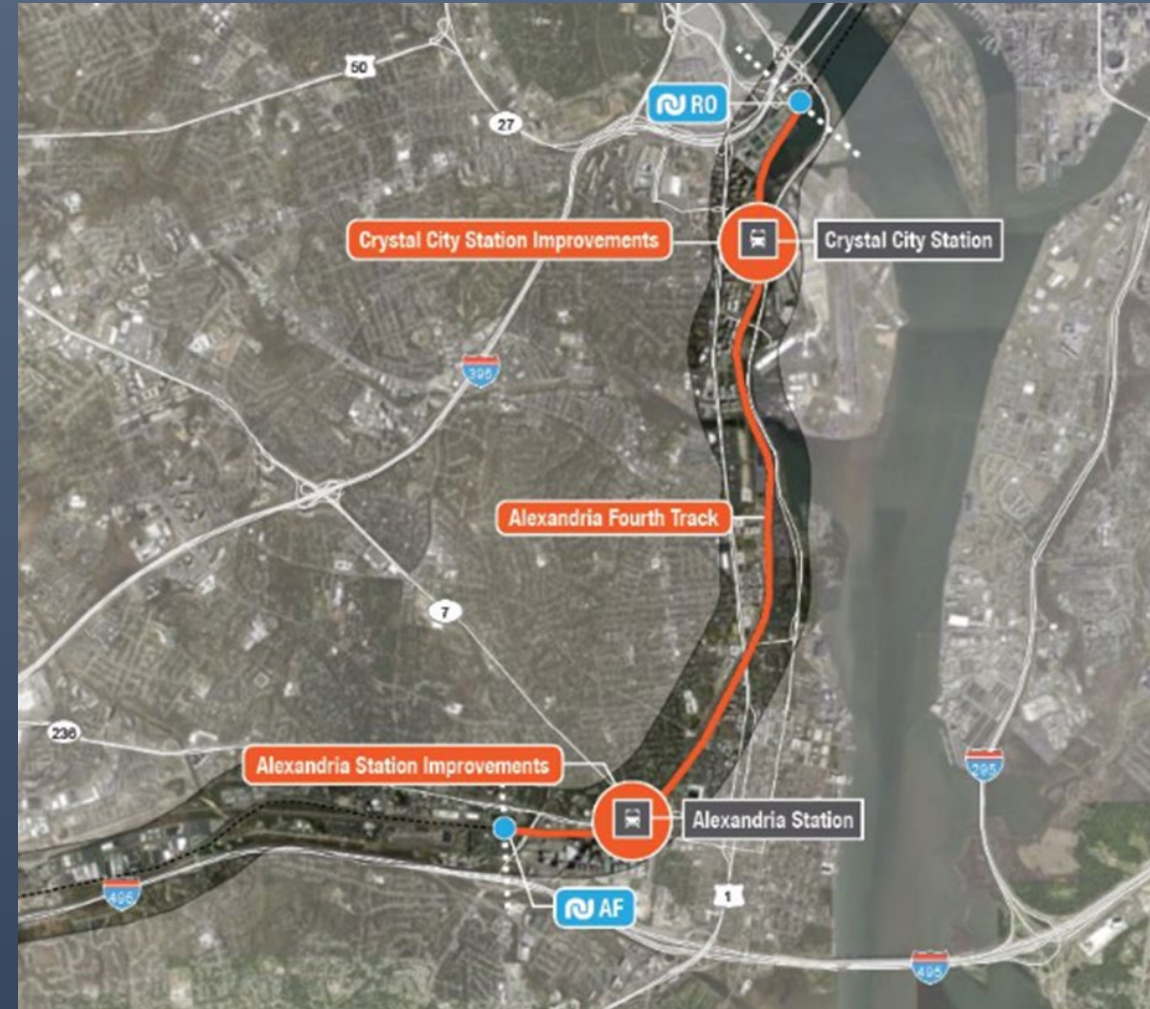 50
27
RO
Crystal City Station Improvements
Crystal City Station
395
Alexandria Fourth Track
7
236
Alexandria Station Improvements
295
Alexandria Station
495
1
AF
495